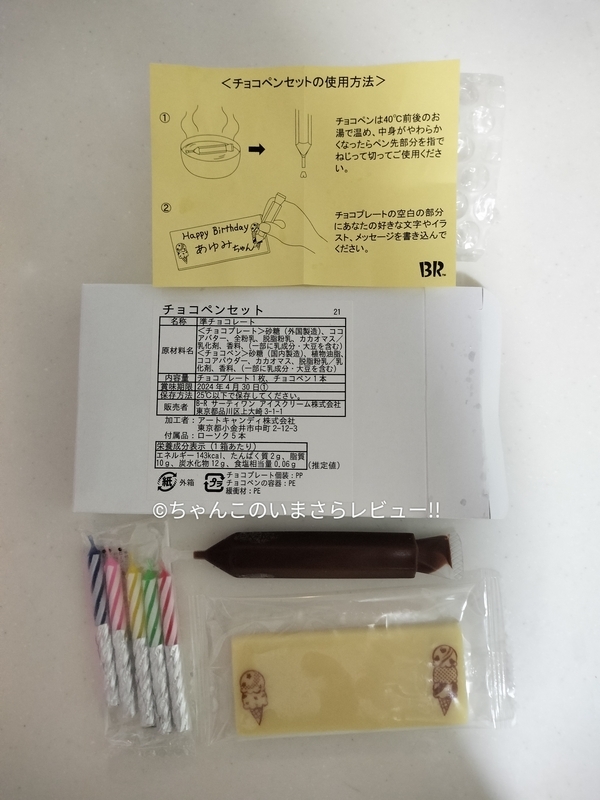 ＜チョコペンセットの使用方法＞
①
チョコペンは40℃前後のお
湯で温め、中身がやわらか
くなったらペン先部分を指で
ねじって切ってご使用くださ
い。
②
Happy Birthday
あゆみちゃん
チョコプレートの空白の部分
にあなたの好きな文字やイラ
スト、メッセージを書き込んで
ください。
BR
チョコペンセット 21
名称 準チョコレート
原材料名 ＜チョコプレート＞砂糖（外国製造）、ココ
アバター、全粉乳、脱脂粉乳、カカオマス／
乳化剤、香料、（一部に乳成分・大豆を含む）
＜チョコペン＞砂糖（国内製造）、植物油脂、
ココアパウダー、カカオマス、脱脂粉乳／乳
化剤、香料、（一部に乳成分・大豆を含む）
内容量 チョコプレート1枚、チョコペン1本
賞味期限 2024年4月30日①
保存方法 25℃以下で保存してください。
販売者 B-R サーティワン アイスクリーム株式会社
東京都品川区上大崎3-1-1
加工者：アートキャンディ株式会社
東京都小金井市中町2-12-3
付属品：ローソク5本
栄養成分表示（1箱あたり）
エネルギー143kcal、たんぱく質2g、脂質
10g、炭水化物12g、食塩相当量0.06g （推定値）
紙 外箱 プラ チョコプレート個装：PP
チョコペンの容器：PE
緩衝材：PE
©ちゃんこのいまさらレビュー!!